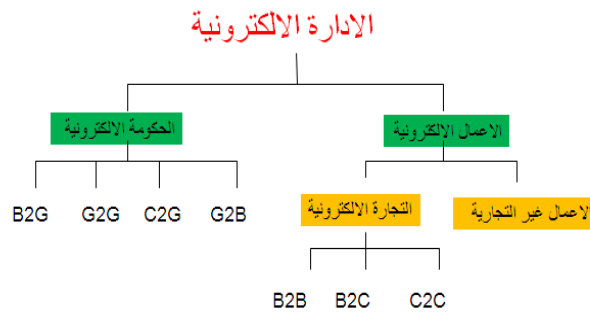 الادارة الالكترونية
الاعمال الالكترونية
الحكومة الالكترونية
B2G G2G C2G G2B
التجارة الالكترونية
الاعمال غير التجارية
B2B B2C C2C